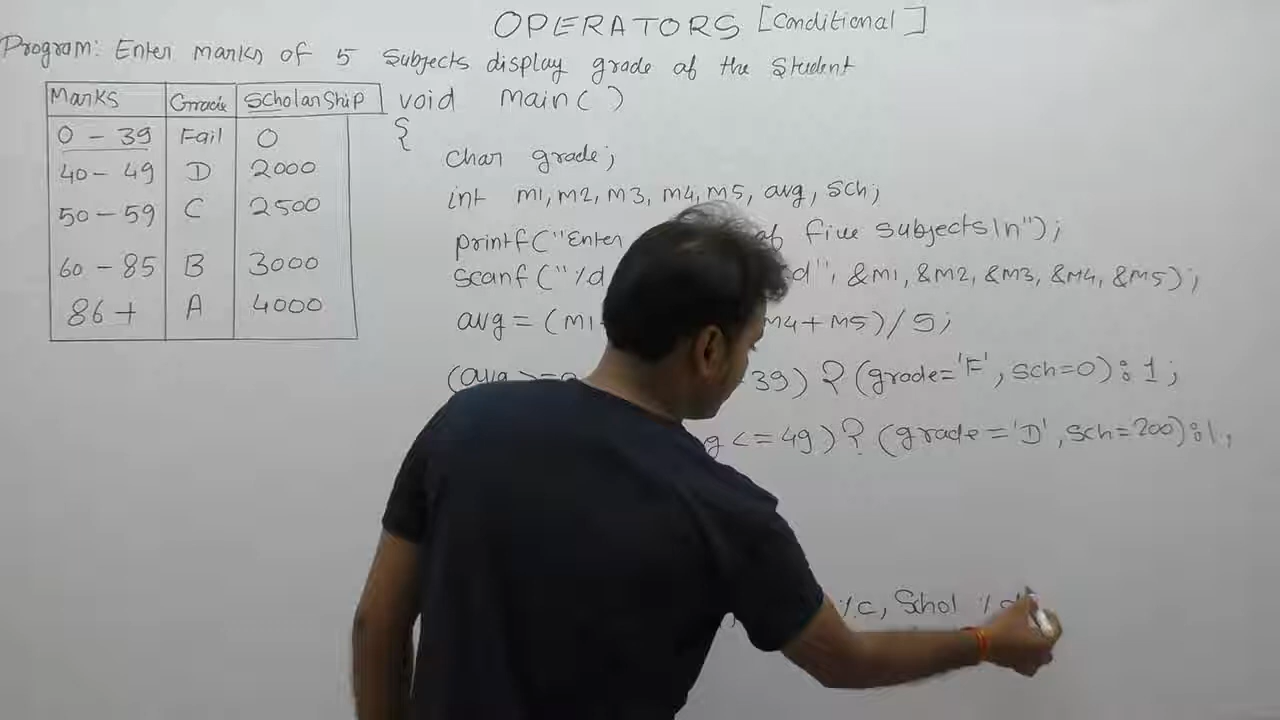 OPERATORS [Conditional]
Program: Enter marks of 5 Subjects display grade of the Student
Marks Grade Scholarship
0 - 39 Fail 0
40 - 49 D 2000
50 - 59 C 2500
60 - 85 B 3000
86+ A 4000
void main( )
{
char grade;
int m1, m2, m3, m4, m5, avg, sch;
printf("Enter of five subjects\n");
scanf ("%d d", &m1, &m2, &m3, &m4, &m5);
avg = (m1 m4+m5)/5;
(avg >= 39) ? (grade='F', sch=0) : 1;
<=49) ? (grade='D', sch=200) : 1;
%c, Schol %d